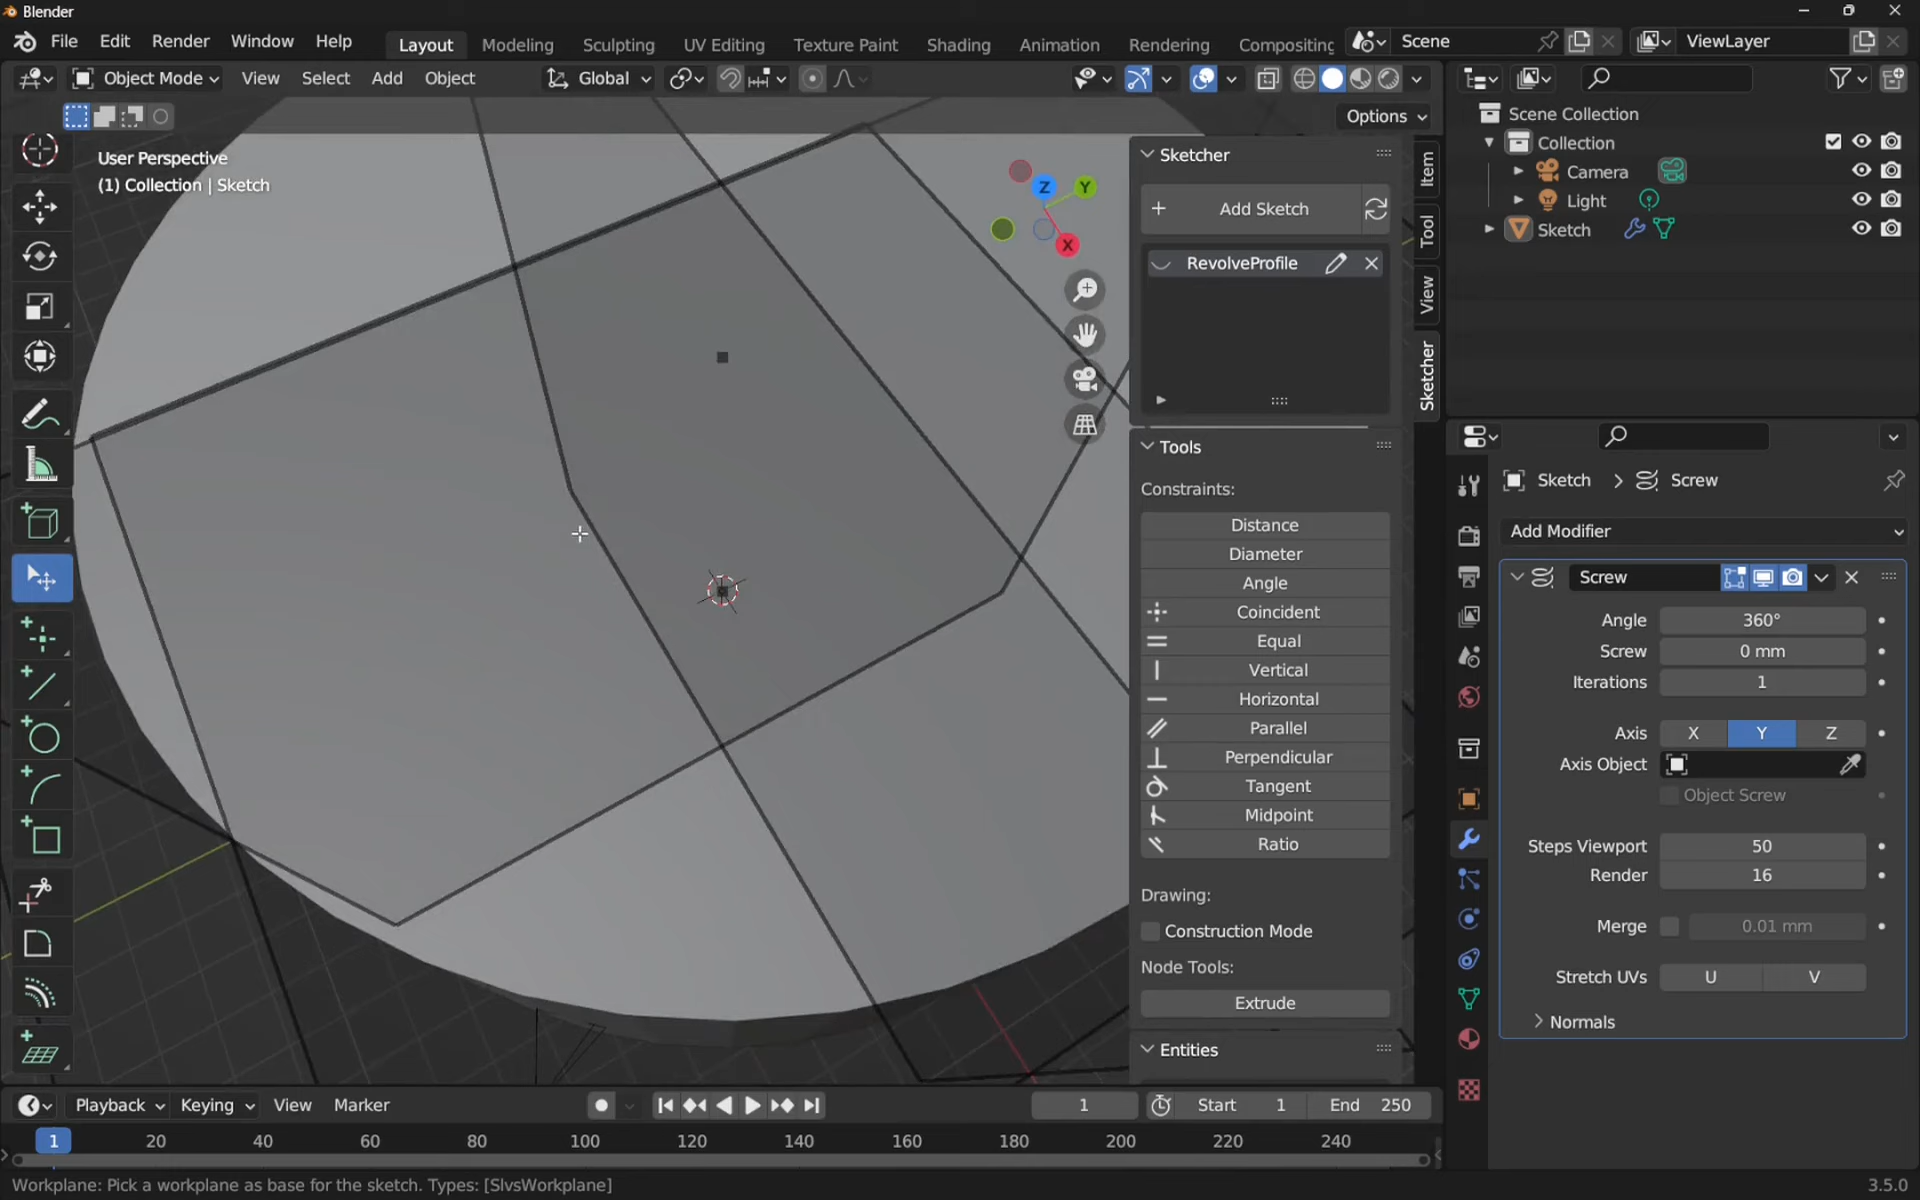 Blender
File Edit Render Window Help Layout Modeling Sculpting UV Editing Texture Paint Shading Animation Rendering Compositing Scene ViewLayer
Object Mode View Select Add Object Global
Options
User Perspective
(1) Collection | Sketch
Z Y X
Sketcher
+ Add Sketch
RevolveProfile
Tools
Constraints:
Distance
Diameter
Angle
Coincident
Equal
Vertical
Horizontal
Parallel
Perpendicular
Tangent
Midpoint
Ratio
Drawing:
Construction Mode
Node Tools:
Extrude
Entities
Item
Tool
View
Sketcher
Scene Collection
Collection
Camera
Light
Sketch
Sketch > Screw
Add Modifier
Screw
Angle 360°
Screw 0 mm
Iterations 1
Axis X Y Z
Axis Object
Object Screw
Steps Viewport 50
Render 16
Merge 0.01 mm
Stretch UVs U V
Normals
Playback Keying View Marker 1 Start 1 End 250
1 20 40 60 80 100 120 140 160 180 200 220 240
Workplane: Pick a workplane as base for the sketch. Types: [SlvsWorkplane] 3.5.0